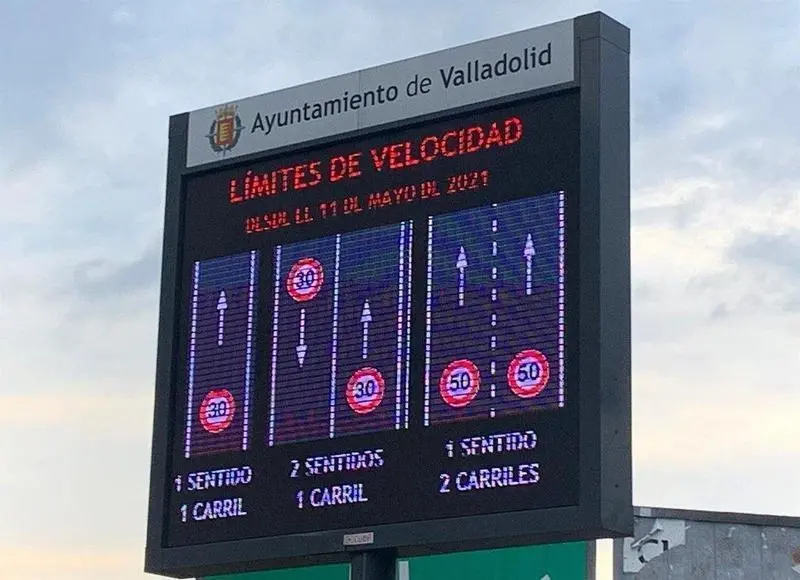 Ayuntamiento de Valladolid
LÍMITES DE VELOCIDAD
DESDE EL 11 DE MAYO DE 2021
30
30
30
50
50
1 SENTIDO
1 CARRIL
2 SENTIDOS
1 CARRIL
1 SENTIDO
2 CARRILES